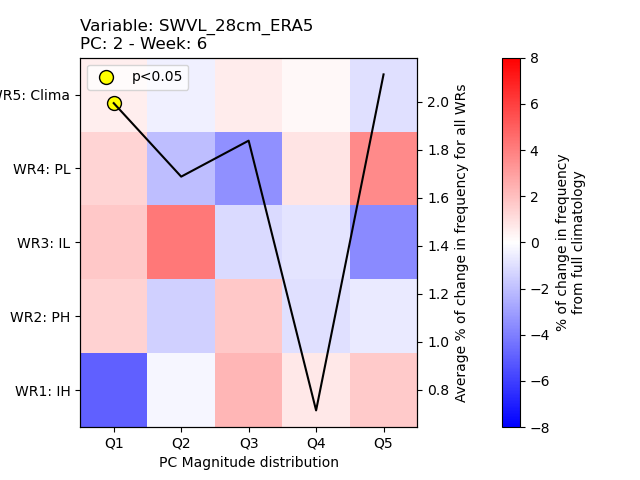 Variable: SWVL_28cm_ERA5
PC: 2 - Week: 6
p<0.05
WR5: Clima
WR4: PL
WR3: IL
WR2: PH
WR1: IH
Q1 Q2 Q3 Q4 Q5
PC Magnitude distribution
2.0
1.8
1.6
1.4
1.2
1.0
0.8
Average % of change in frequency for all WRs
8
6
4
2
0
−2
−4
−6
−8
% of change in frequency
from full climatology